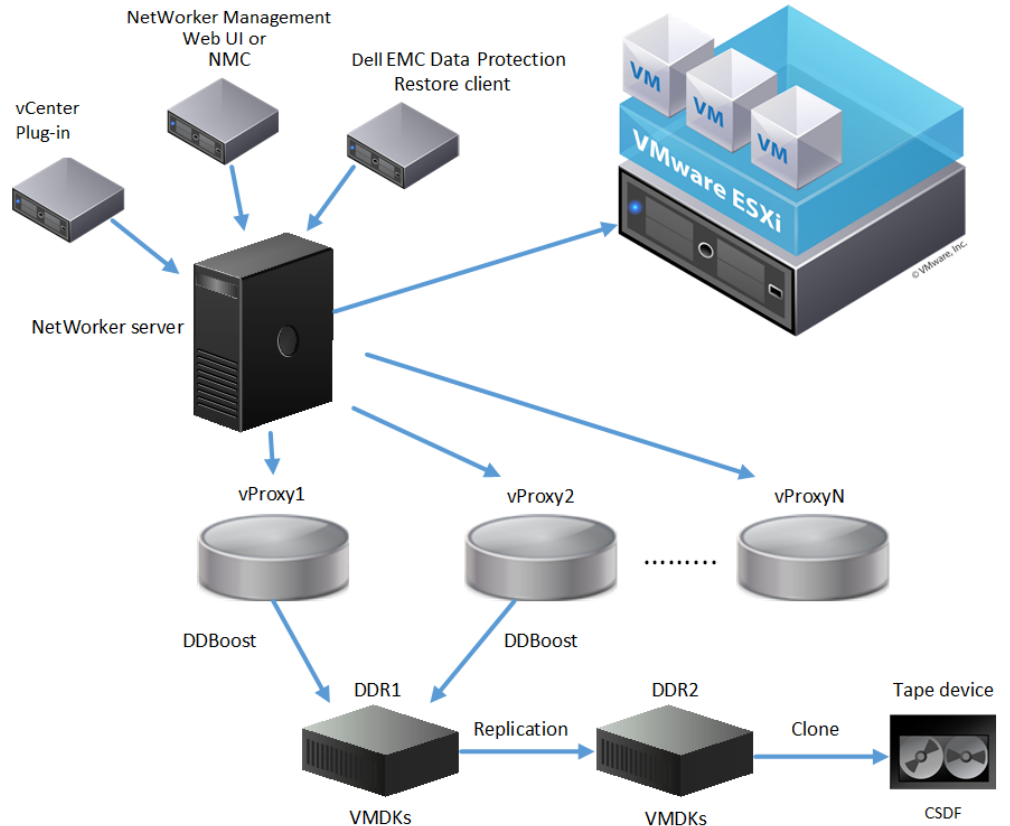 NetWorker Management
Web UI or
NMC
Dell EMC Data Protection
Restore client
vCenter
Plug-in
VM
VM
VM
VMware ESXi
© VMware, Inc.
NetWorker server
vProxy1
vProxy2
vProxyN
.........
DDBoost
DDBoost
DDR1
DDR2
Tape device
Replication
Clone
VMDKs
VMDKs
CSDF